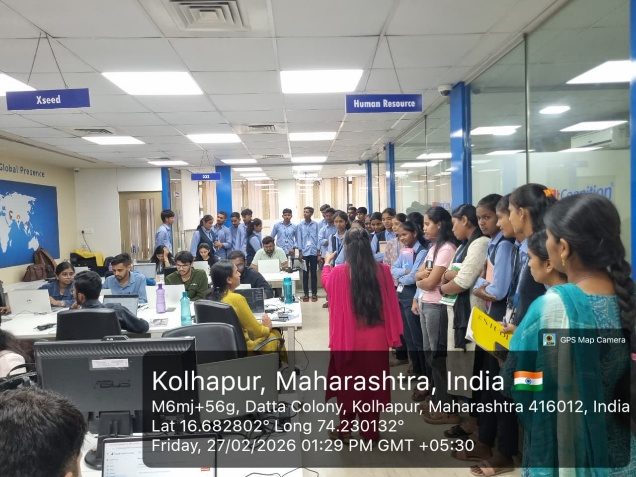 Xseed
Human Resource
Global Presence
Cognition
ASUS
GPS Map Camera
Kolhapur, Maharashtra, India
M6mj+56g, Datta Colony, Kolhapur, Maharashtra 416012, India
Lat 16.682802° Long 74.230132°
Friday, 27/02/2026 01:29 PM GMT +05:30